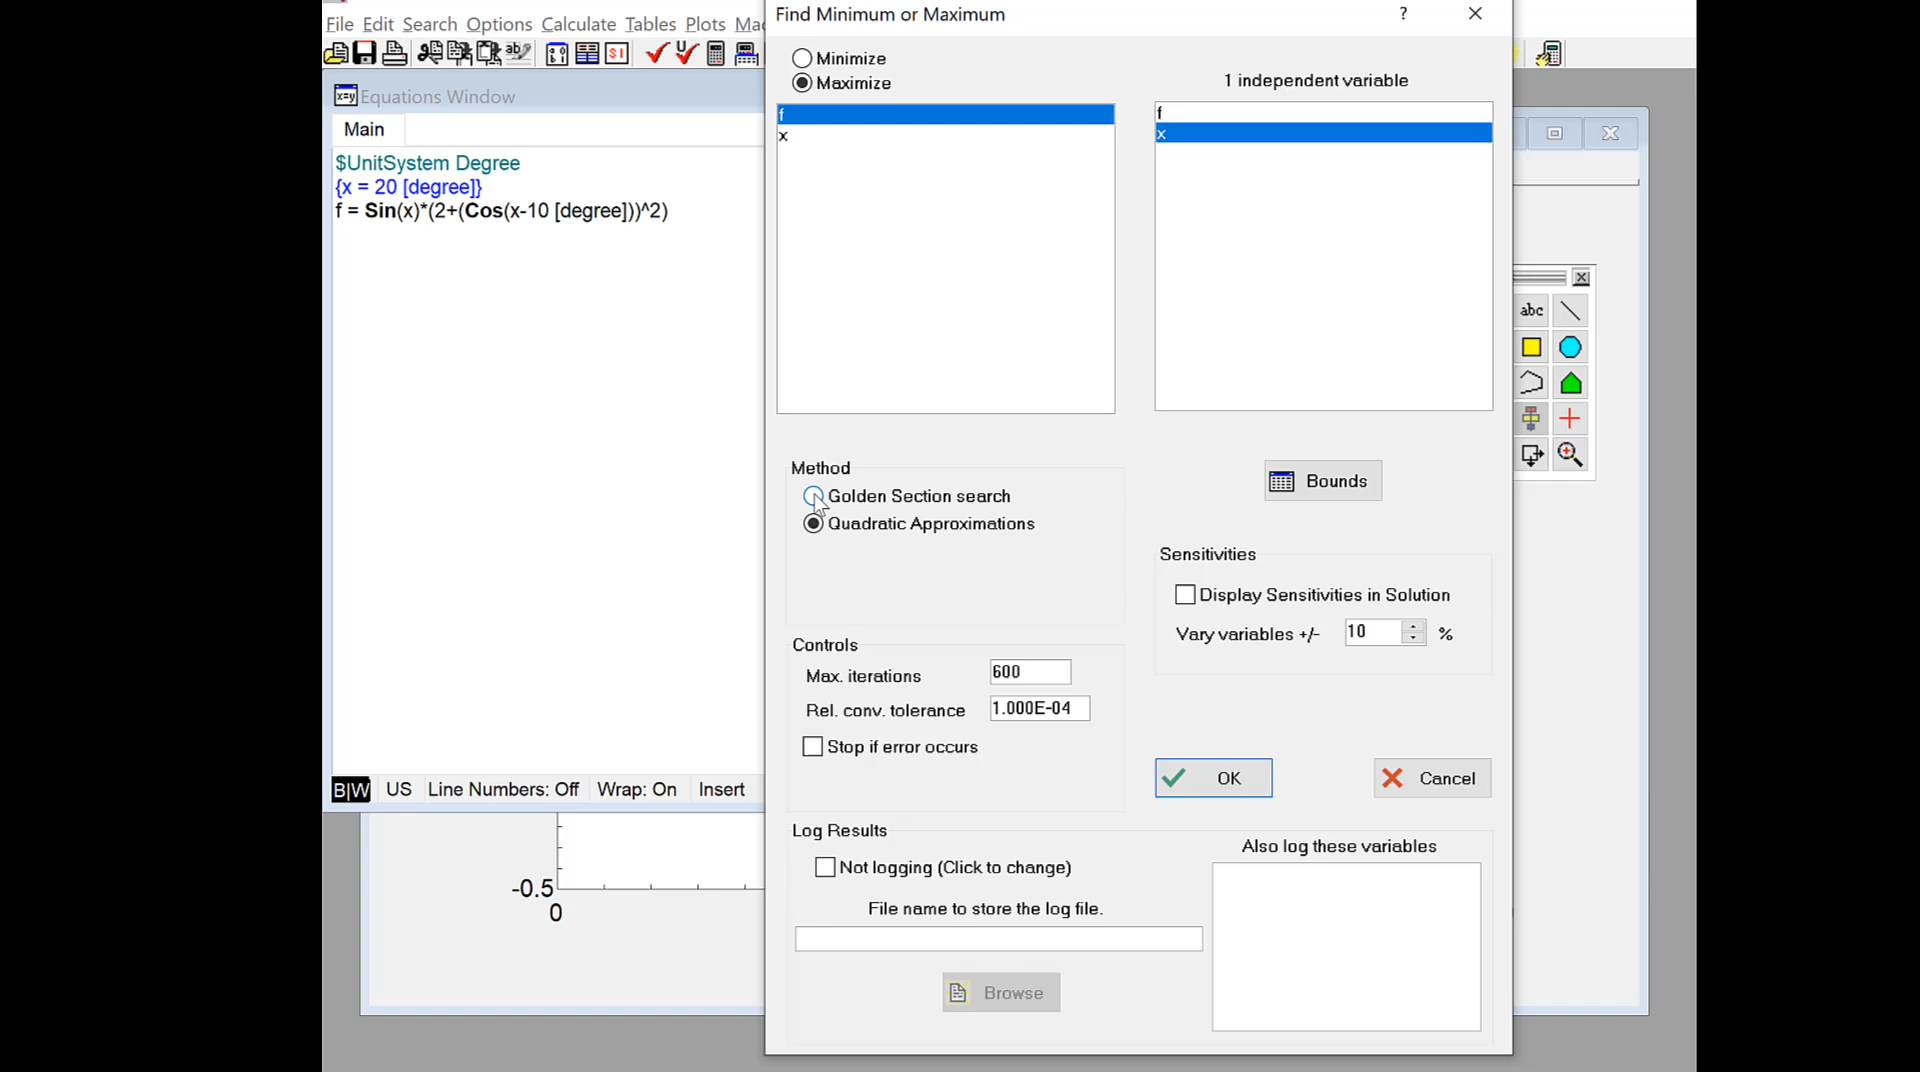 Find Minimum or Maximum
?
File Edit Search Options Calculate Tables Plots
Minimize
Maximize
1 independent variable
Equations Window
Main
$UnitSystem Degree
{x = 20 [degree]}
f = Sin(x)*(2+(Cos(x-10 [degree]))^2)
f
x
f
x
abc
Method
Golden Section search
Quadratic Approximations
Bounds
Sensitivities
Display Sensitivities in Solution
Vary variables +/- 10 %
Controls
Max. iterations 600
Rel. conv. tolerance 1.000E-04
Stop if error occurs
OK
Cancel
B|W US Line Numbers: Off Wrap: On Insert
Log Results
Not logging (Click to change)
Also log these variables
File name to store the log file.
Browse
-0.5
0